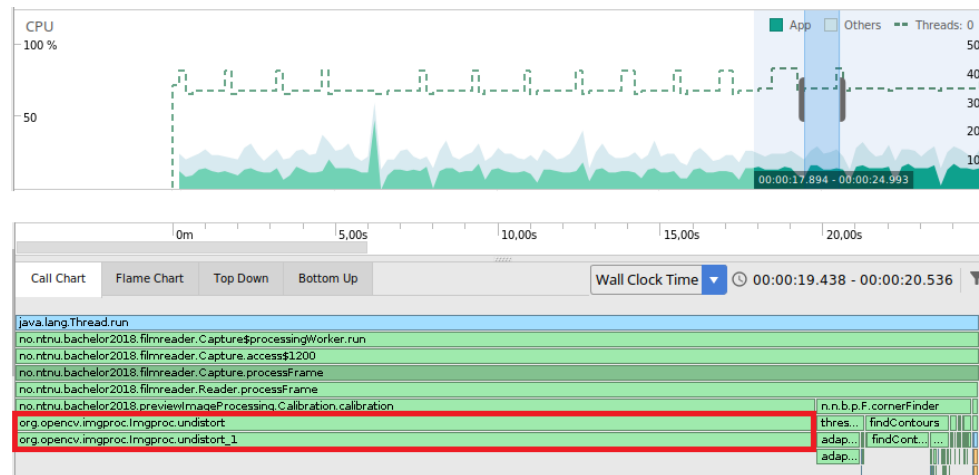 CPU
App Others Threads: 0
100 % 50
40
50 30
20
10
00:00:17.894 - 00:00:24.993
0m 5,00s 10,00s 15,00s 20,00s
Call Chart Flame Chart Top Down Bottom Up Wall Clock Time 00:00:19.438 - 00:00:20.536
java.lang.Thread.run
no.ntnu.bachelor2018.filmreader.Capture$processingWorker.run
no.ntnu.bachelor2018.filmreader.Capture.access$1200
no.ntnu.bachelor2018.filmreader.Capture.processFrame
no.ntnu.bachelor2018.filmreader.Reader.processFrame
no.ntnu.bachelor2018.previewImageProcessing.Calibration.calibration n.n.b.p.F.cornerFinder
org.opencv.imgproc.Imgproc.undistort thres... findContours
org.opencv.imgproc.Imgproc.undistort_1 adap... findCont... ...
adap...